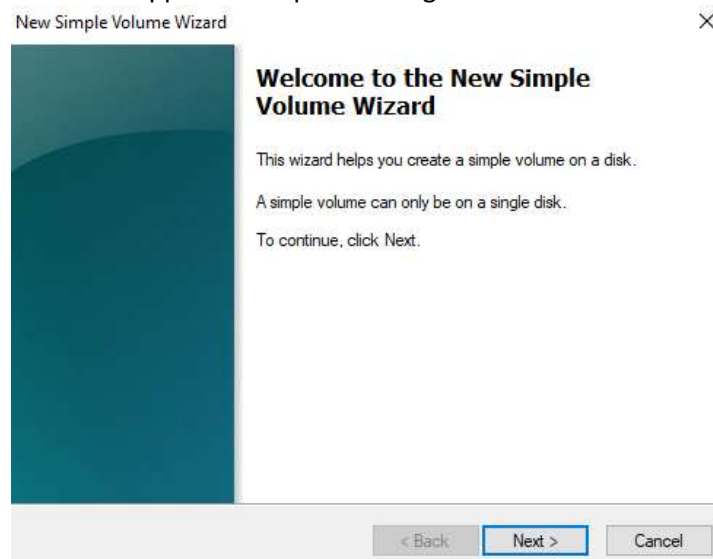 New Simple Volume Wizard
Welcome to the New Simple
Volume Wizard
This wizard helps you create a simple volume on a disk.
A simple volume can only be on a single disk.
To continue, click Next.
< Back
Next >
Cancel